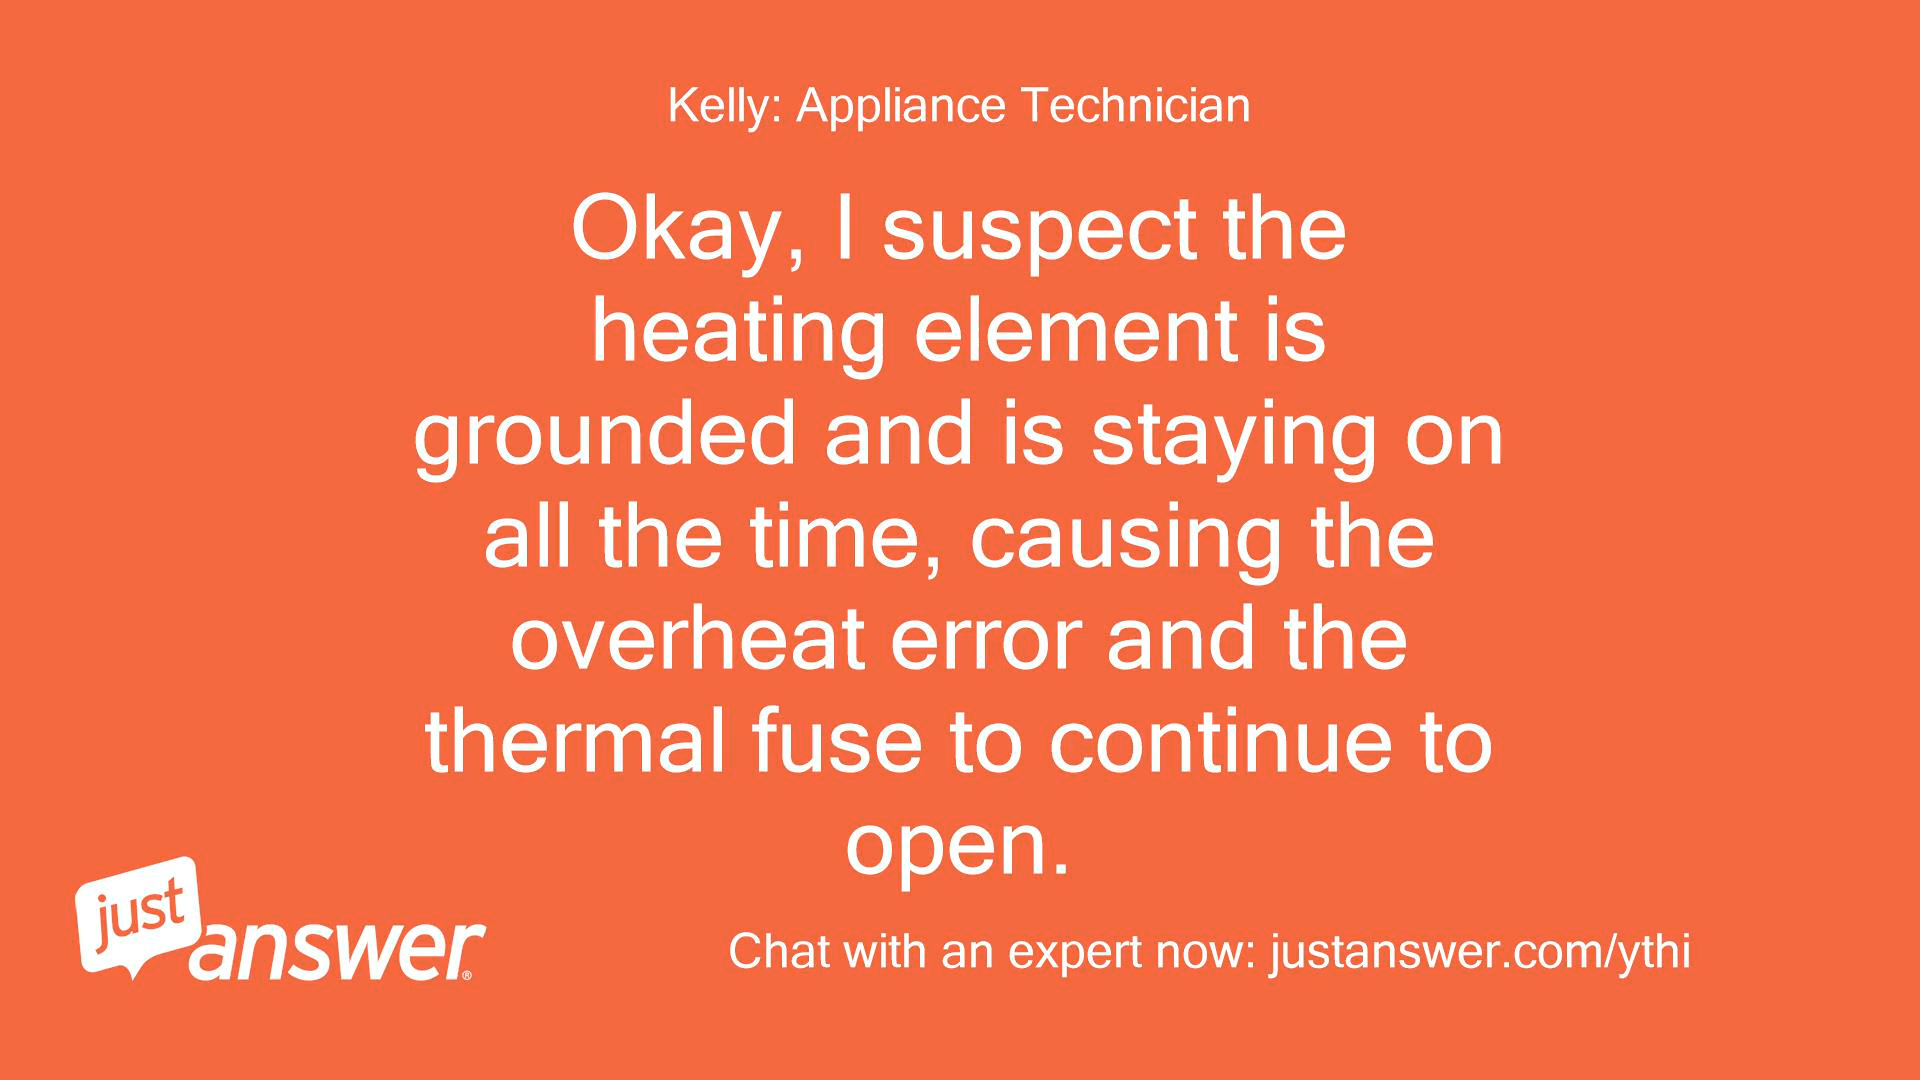 Kelly: Appliance Technician
Okay, I suspect the
heating element is
grounded and is staying on
all the time, causing the
overheat error and the
thermal fuse to continue to
open.
just
answer®
Chat with an expert now: justanswer.com/ythi